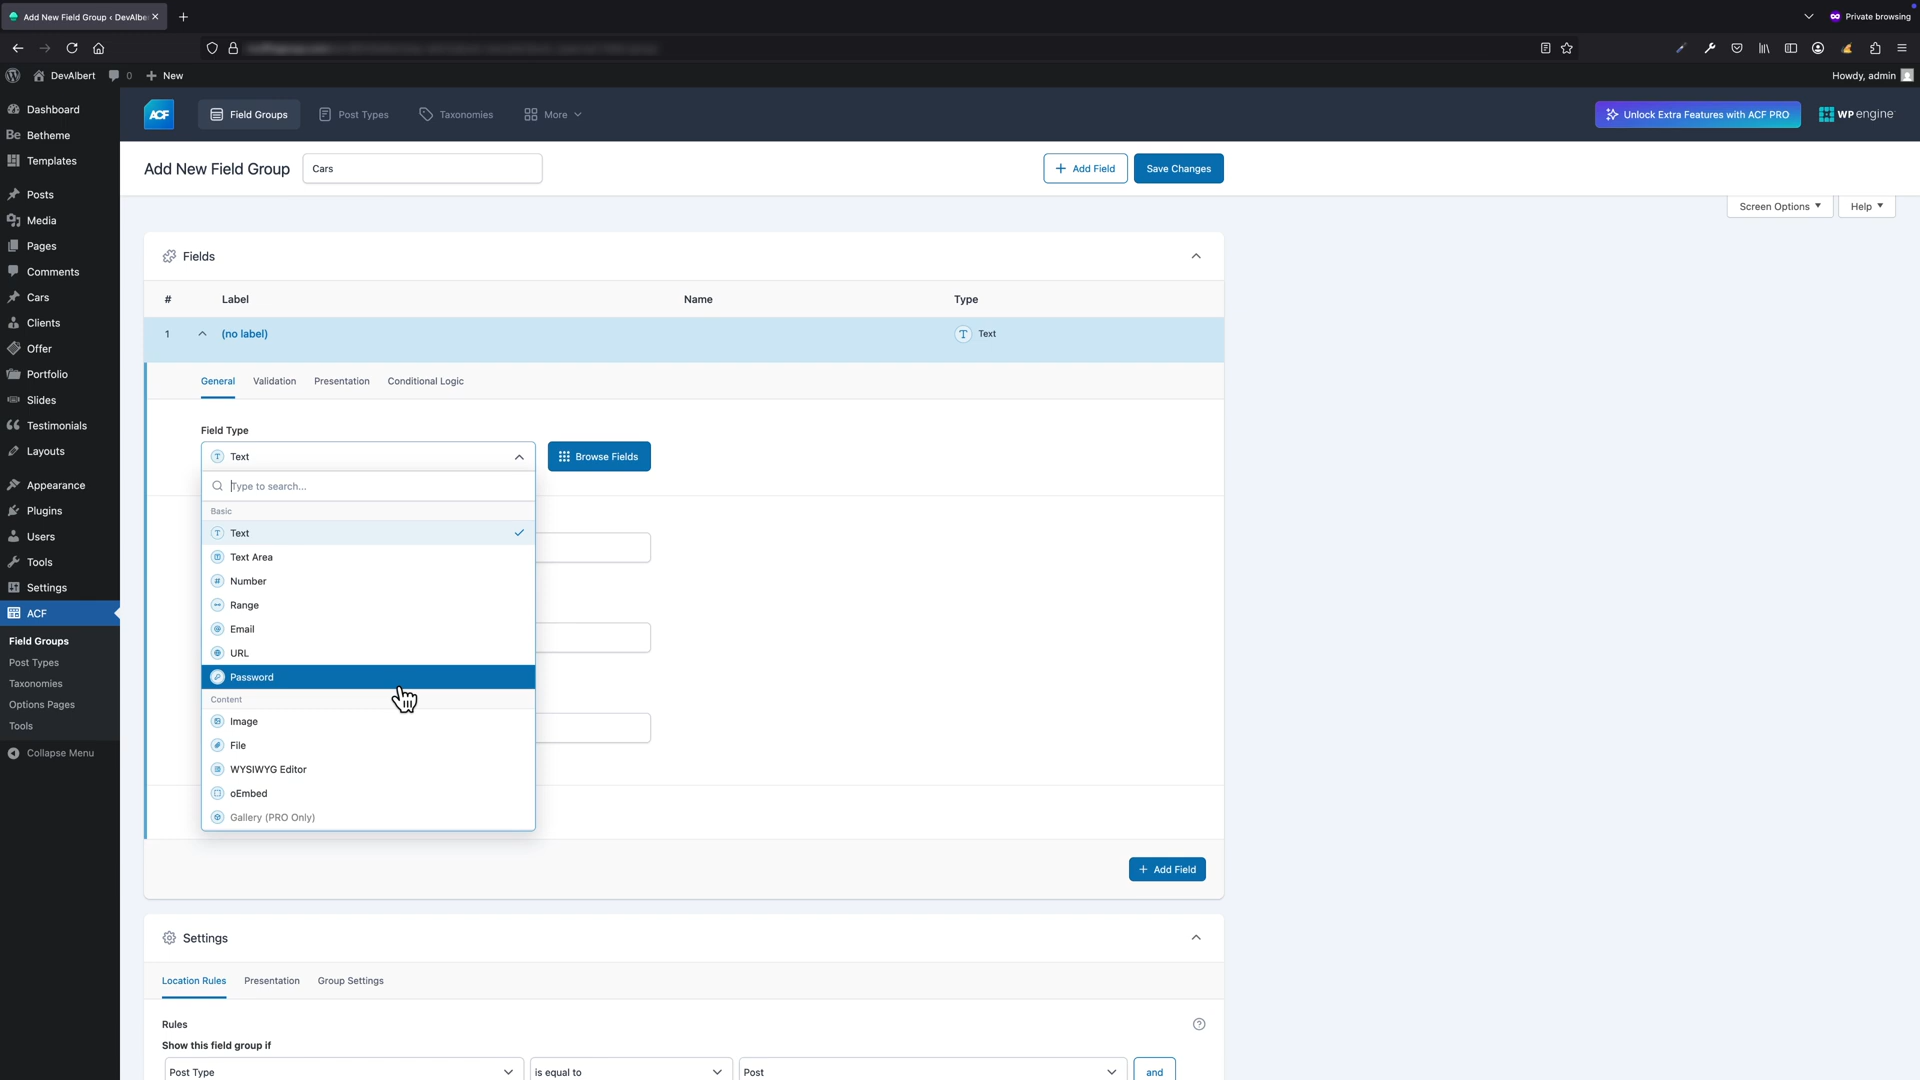 Add New Field Group ‹ DevAlbe
Private browsing
DevAlbert 0 New
Howdy, admin
Dashboard
Betheme
Templates
Posts
Media
Pages
Comments
Cars
Clients
Offer
Portfolio
Slides
Testimonials
Layouts
Appearance
Plugins
Users
Tools
Settings
ACF
Field Groups
Post Types
Taxonomies
Options Pages
Tools
Collapse Menu
ACF Field Groups Post Types Taxonomies More
Unlock Extra Features with ACF PRO
WP engine
Add New Field Group Cars
+ Add Field Save Changes
Screen Options Help
Fields
# Label Name Type
1 (no label) T Text
General Validation Presentation Conditional Logic
Field Type
T Text Browse Fields
Type to search...
Basic
T Text
Text Area
# Number
Range
Email
URL
Password
Content
Image
File
WYSIWYG Editor
oEmbed
Gallery (PRO Only)
+ Add Field
Settings
Location Rules Presentation Group Settings
Rules
Show this field group if
Post Type is equal to Post and